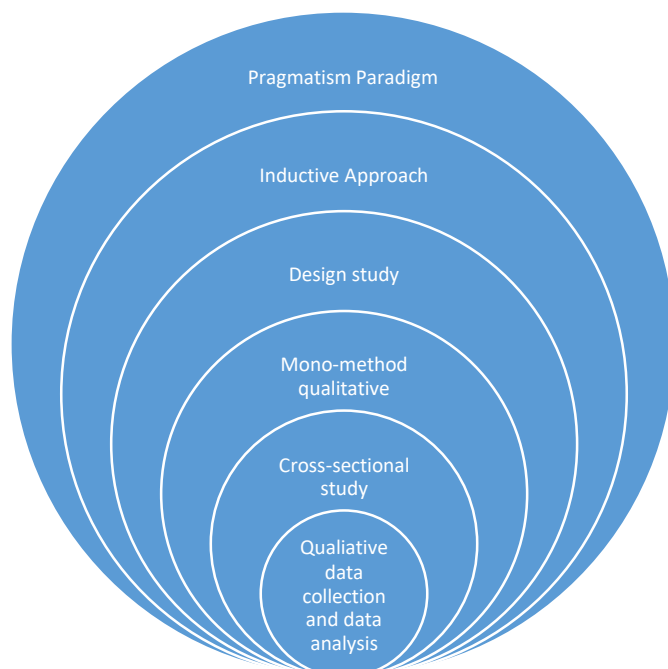 Pragmatism Paradigm
Inductive Approach
Design study
Mono-method
qualitative
Cross-sectional
study
Qualiative
data
collection
and data
analysis